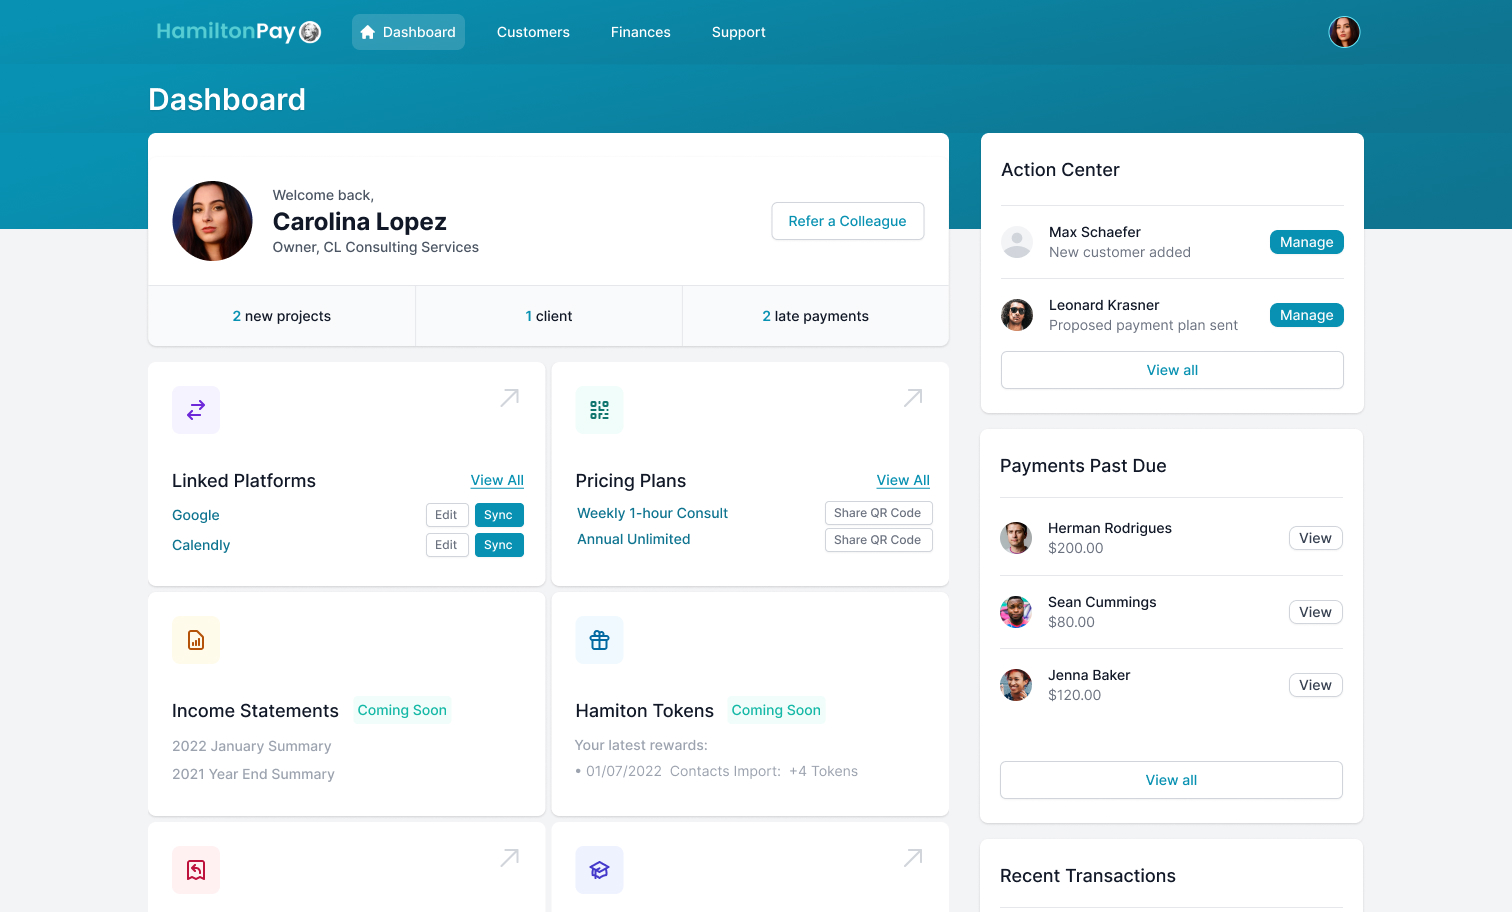 HamiltonPay
Dashboard
Customers
Finances
Support
Dashboard
Welcome back,
Carolina Lopez
Owner, CL Consulting Services
Refer a Colleague
2 new projects
1 client
2 late payments
Linked Platforms
View All
Google
Edit
Sync
Calendly
Edit
Sync
Pricing Plans
View All
Weekly 1-hour Consult
Share QR Code
Annual Unlimited
Share QR Code
Income Statements
Coming Soon
2022 January Summary
2021 Year End Summary
Hamiton Tokens
Coming Soon
Your latest rewards:
• 01/07/2022 Contacts Import: +4 Tokens
Action Center
Max Schaefer
New customer added
Manage
Leonard Krasner
Proposed payment plan sent
Manage
View all
Payments Past Due
Herman Rodrigues
$200.00
View
Sean Cummings
$80.00
View
Jenna Baker
$120.00
View
View all
Recent Transactions